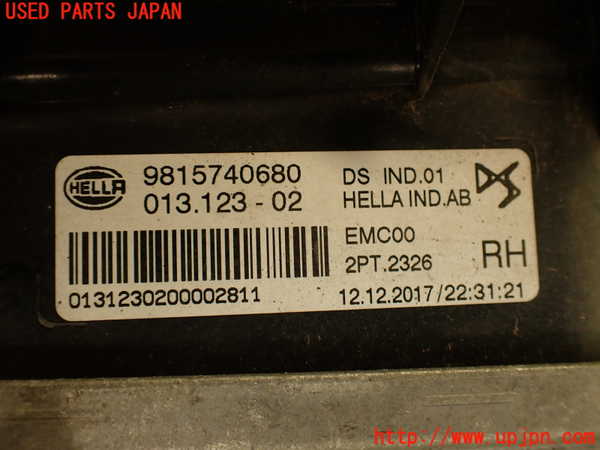 USED PARTS JAPAN
HELLA
9815740680
013.123-02
DS IND.01
HELLA IND.AB
EMC00
2PT.2326
RH
0131230200002811
12.12.2017/22:31:21
http://www.upjpn.com/